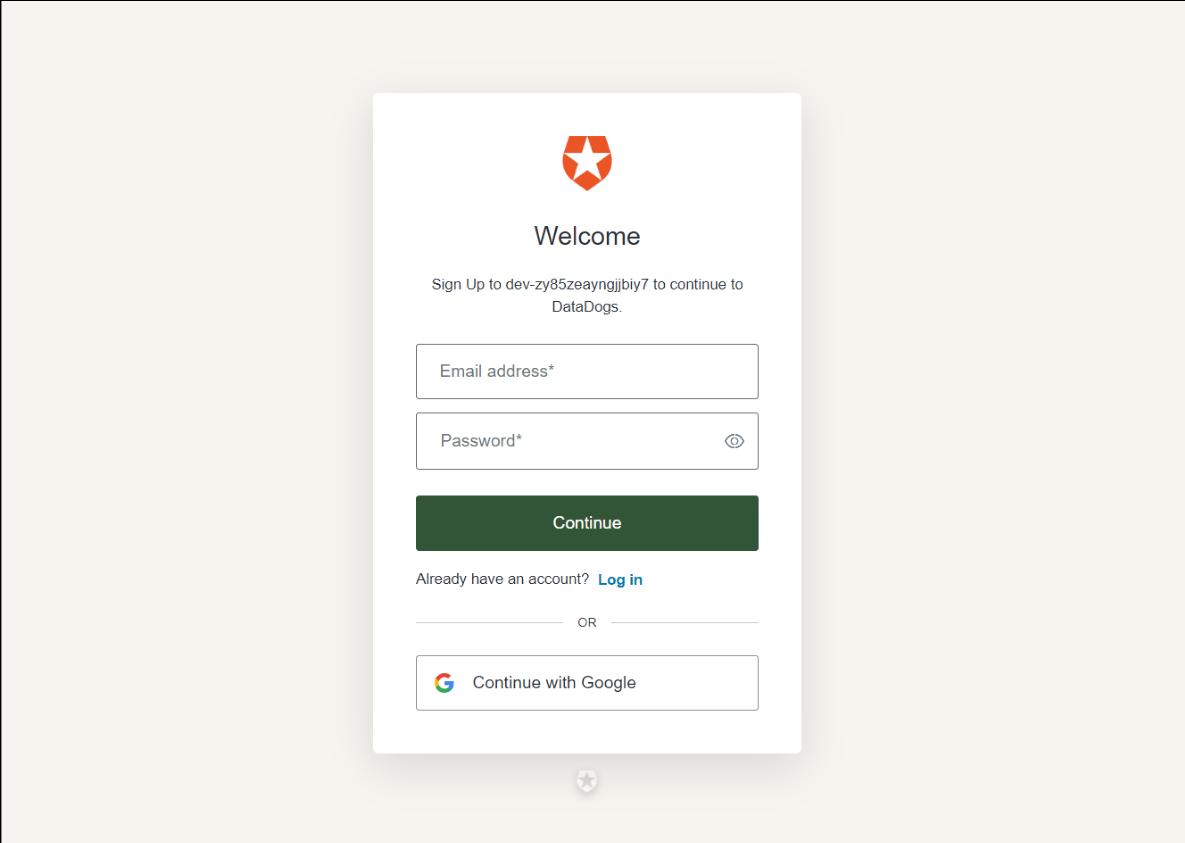 Welcome
Sign Up to dev-zy85zeayngjjbiy7 to continue to
DataDogs.
Email address*
Password*
Continue
Already have an account? Log in
OR
Continue with Google